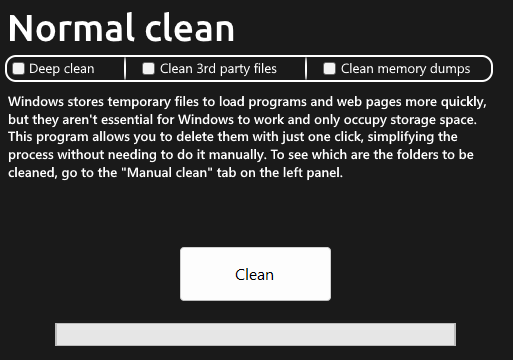 Normal clean
Deep clean
Clean 3rd party files
Clean memory dumps
Windows stores temporary files to load programs and web pages more quickly,
but they aren't essential for Windows to work and only occupy storage space.
This program allows you to delete them with just one click, simplifying the
process without needing to do it manually. To see which are the folders to be
cleaned, go to the "Manual clean" tab on the left panel.
Clean